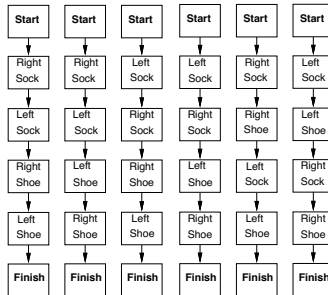 Start Start Start Start Start Start
Right Right Left Left Right Left
Sock Sock Sock Sock Sock Sock
Left Left Right Right Right Left
Sock Sock Sock Sock Shoe Shoe
Right Left Right Left Left Right
Shoe Shoe Shoe Shoe Sock Sock
Left Right Left Right Left Right
Shoe Shoe Shoe Shoe Shoe Shoe
Finish Finish Finish Finish Finish Finish